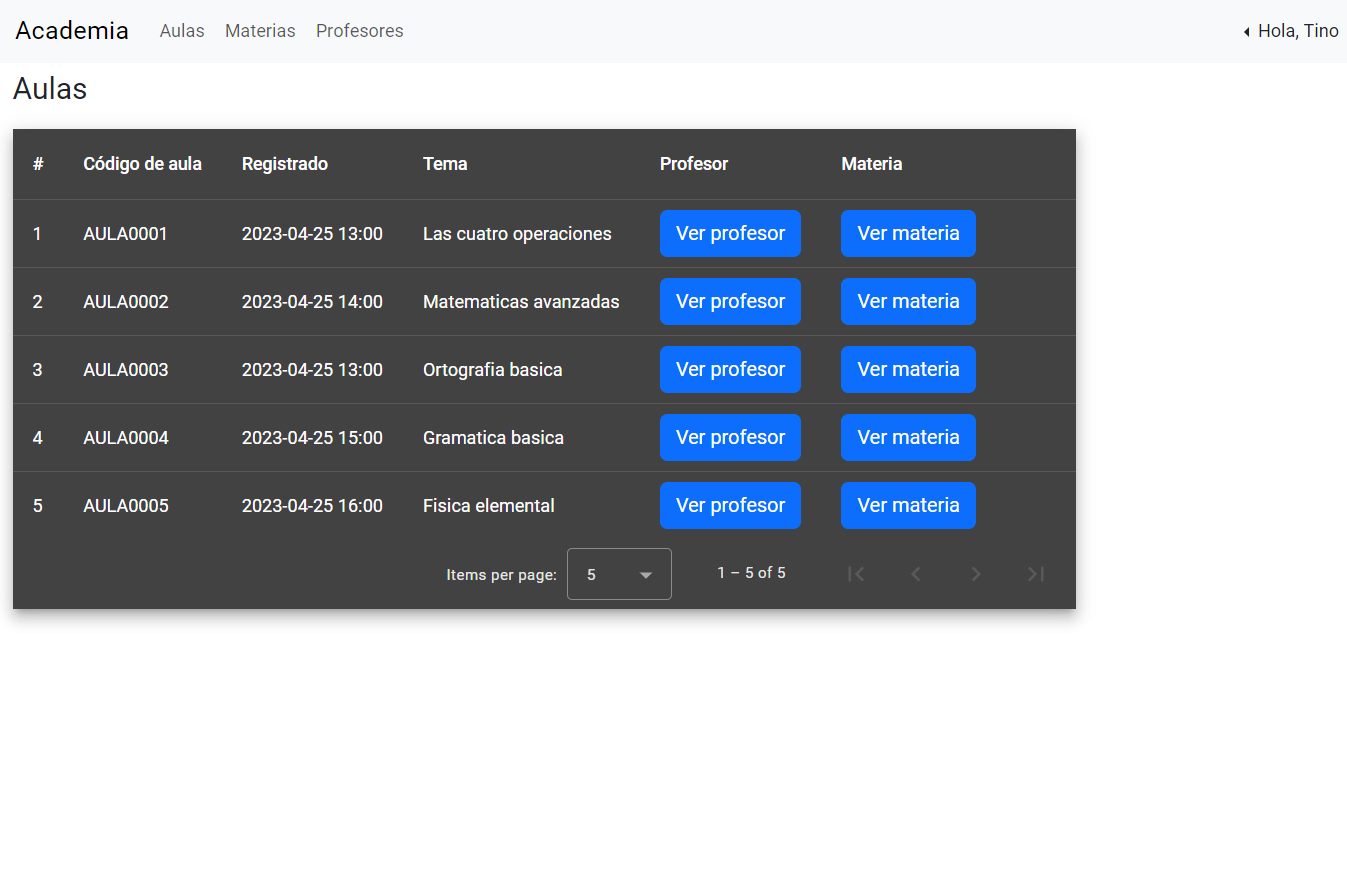 Academia Aulas Materias Profesores Hola, Tino
Aulas
# Código de aula Registrado Tema Profesor Materia
1 AULA0001 2023-04-25 13:00 Las cuatro operaciones Ver profesor Ver materia
2 AULA0002 2023-04-25 14:00 Matematicas avanzadas Ver profesor Ver materia
3 AULA0003 2023-04-25 13:00 Ortografia basica Ver profesor Ver materia
4 AULA0004 2023-04-25 15:00 Gramatica basica Ver profesor Ver materia
5 AULA0005 2023-04-25 16:00 Fisica elemental Ver profesor Ver materia
Items per page: 5 1 – 5 of 5